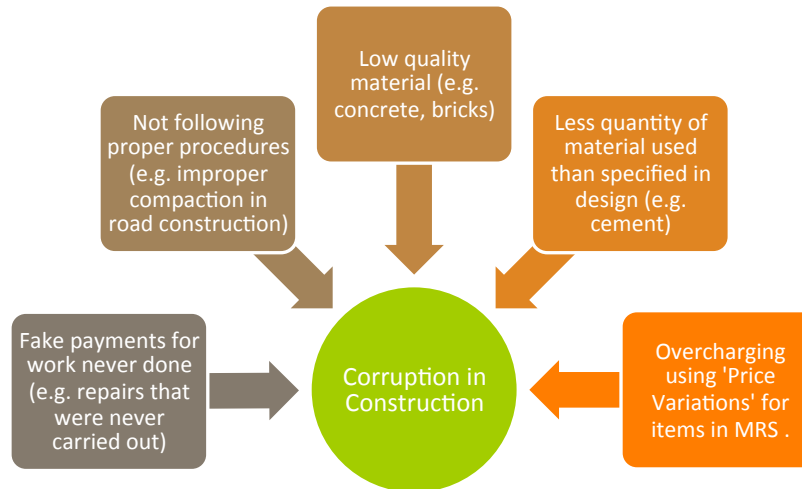 Low quality
material (e.g.
concrete, bricks)
Not following
proper procedures
(e.g. improper
compaction in
road construction)
Less quantity of
material used
than specified in
design (e.g.
cement)
Fake payments for
work never done
(e.g. repairs that
were never
carried out)
Corruption in
Construction
Overcharging
using 'Price
Variations' for
items in MRS .